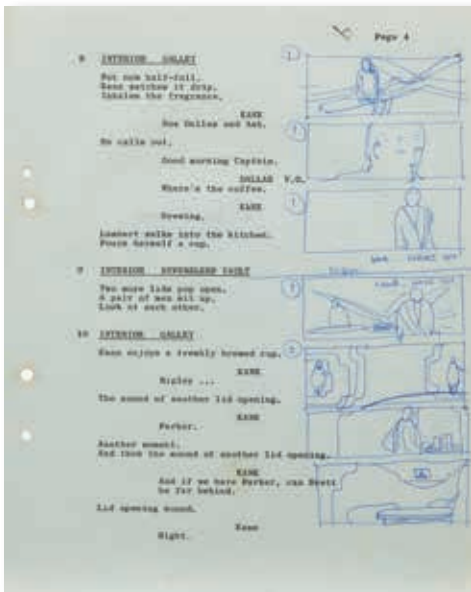 Page 4
8 INTERIOR GALLEY
Pot now half-full.
Kane watches it drip.
Inhales the fragrance.
KANE
Now Dallas and Ash.
He calls out.
Good morning Captain.
DALLAS V.O.
Where's the coffee.
KANE
Brewing.
Lambert walks into the kitchen.
Pours herself a cup.
9 INTERIOR HYPERSLEEP VAULT
Two more lids pop open.
A pair of men sit up,
Look at each other.
10 INTERIOR GALLEY
Kane enjoys a freshly brewed cup.
KANE
Ripley ...
The sound of another lid opening.
KANE
Parker.
Another moment.
And then the sound of another lid opening.
KANE
And if we have Parker, can Brett
be far behind.
Lid opening sound.
Kane
Right.